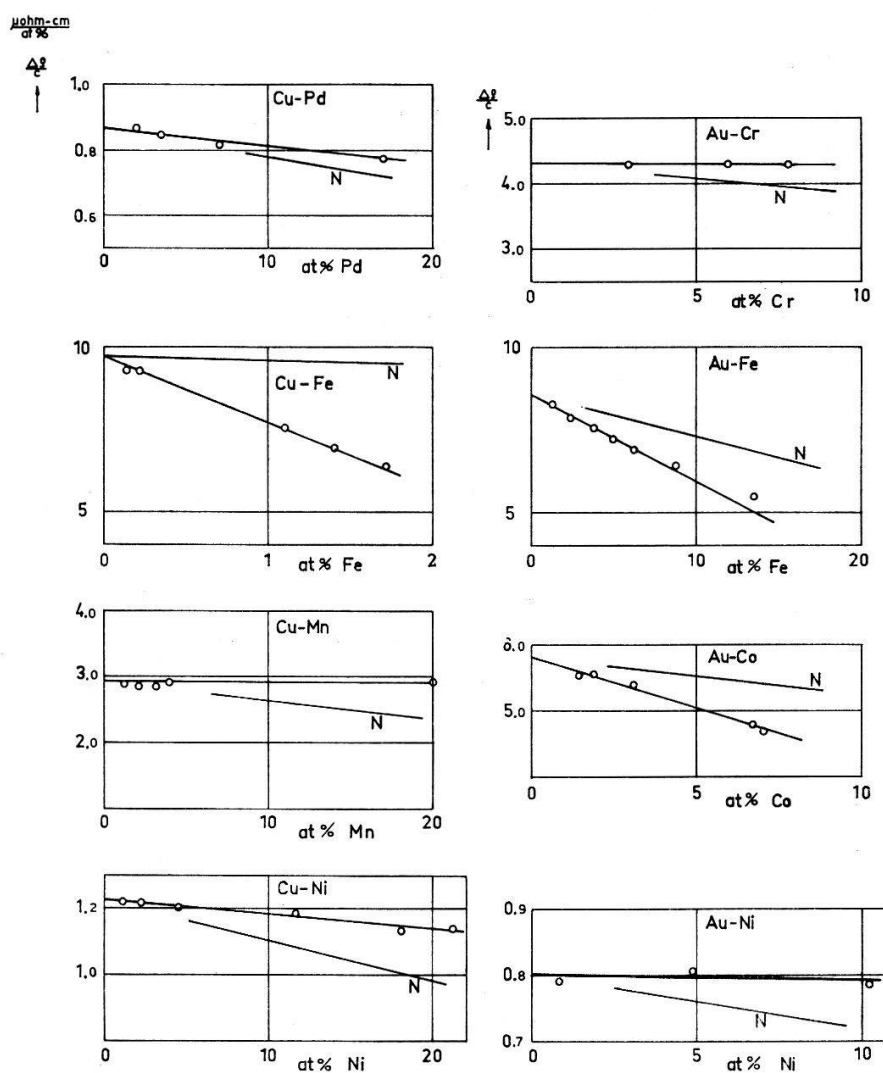 μohm-cm
at%
Δρ
c
1.0
0.8
0.6
Cu-Pd
N
0
10
20
at% Pd
Δρ
c
5.0
4.0
3.0
Au-Cr
N
0
5
10
at% Cr
10
5
Cu-Fe
N
0
1
2
at% Fe
10
5
Au-Fe
N
0
10
20
at% Fe
4.0
3.0
2.0
Cu-Mn
N
0
10
20
at% Mn
6.0
5.0
Au-Co
N
0
5
10
at% Co
1.2
1.0
Cu-Ni
N
0
10
20
at% Ni
0.9
0.8
0.7
Au-Ni
N
0
5
10
at% Ni